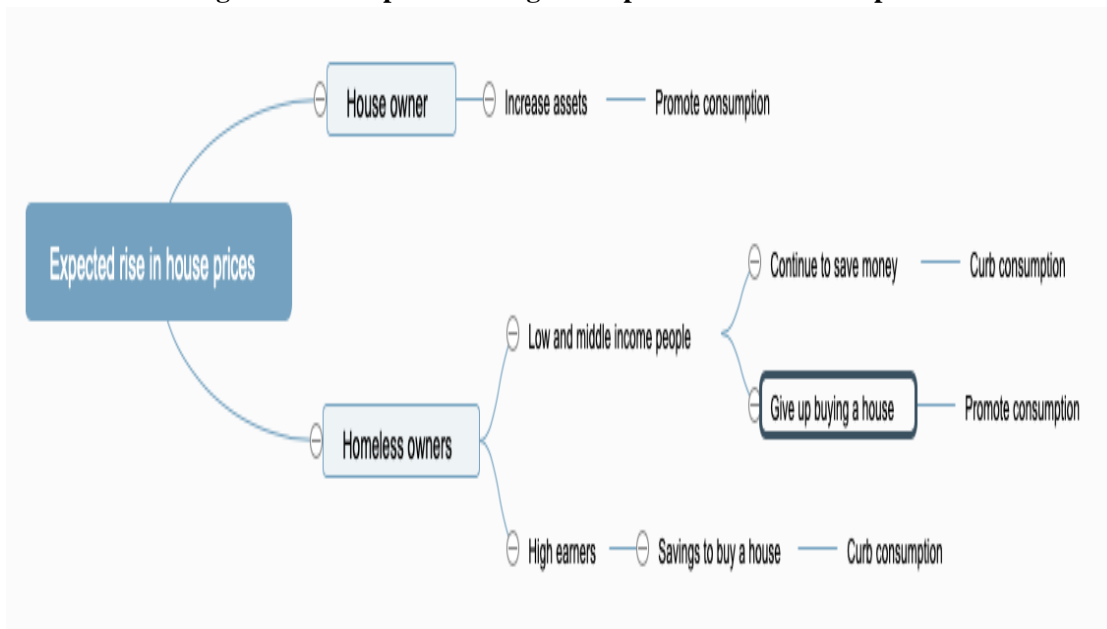 House owner
Increase assets
Promote consumption
Expected rise in house prices
Continue to save money
Curb consumption
Low and middle income people
Give up buying a house
Promote consumption
Homeless owners
High earners
Savings to buy a house
Curb consumption